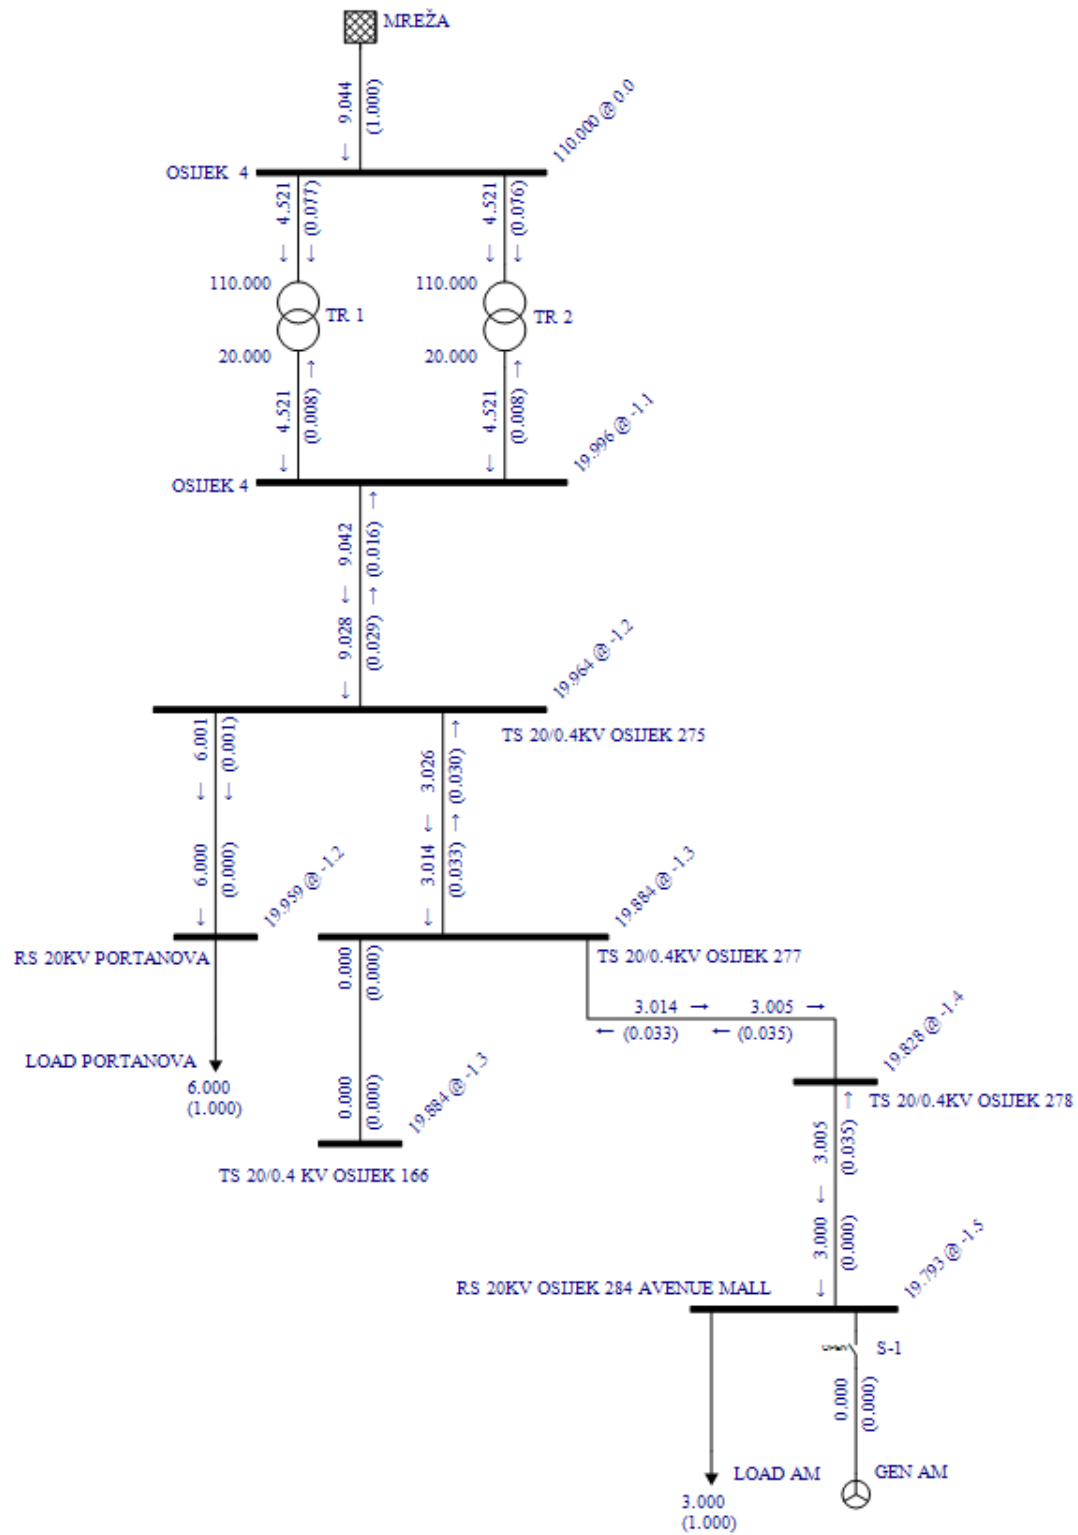 MREŽA
9.044
(1.000)
↓
110.000 @ 0.0
OSIJEK 4
4.521
(0.077)
↓ ↓
4.521
(0.076)
↓ ↓
110.000
TR 1
20.000
110.000
TR 2
20.000
4.521
(0.008)
↓ ↑
4.521
(0.008)
↓ ↑
19.996 @ -1.1
OSIJEK 4
9.042
(0.016)
↓ ↑
9.028
(0.029)
↓ ↑
19.964 @ -1.2
TS 20/0.4KV OSIJEK 275
6.001
(0.001)
↓ ↓
6.000
(0.000)
↓
3.026
(0.030)
↓ ↑
3.014
(0.033)
↓ ↑
19.959 @ -1.2
19.884 @ -1.3
RS 20KV PORTANOVA
TS 20/0.4KV OSIJEK 277
0.000
(0.000)
3.014 → 3.005 →
← (0.033) ← (0.035)
LOAD PORTANOVA
6.000
(1.000)
0.000
(0.000)
19.884 @ -1.3
19.828 @ -1.4
TS 20/0.4KV OSIJEK 278
TS 20/0.4 KV OSIJEK 166
3.005
(0.035)
↓ ↑
3.000
(0.000)
↓
19.793 @ -1.5
RS 20KV OSIJEK 284 AVENUE MALL
OPEN
S-1
0.000
(0.000)
LOAD AM
GEN AM
3.000
(1.000)